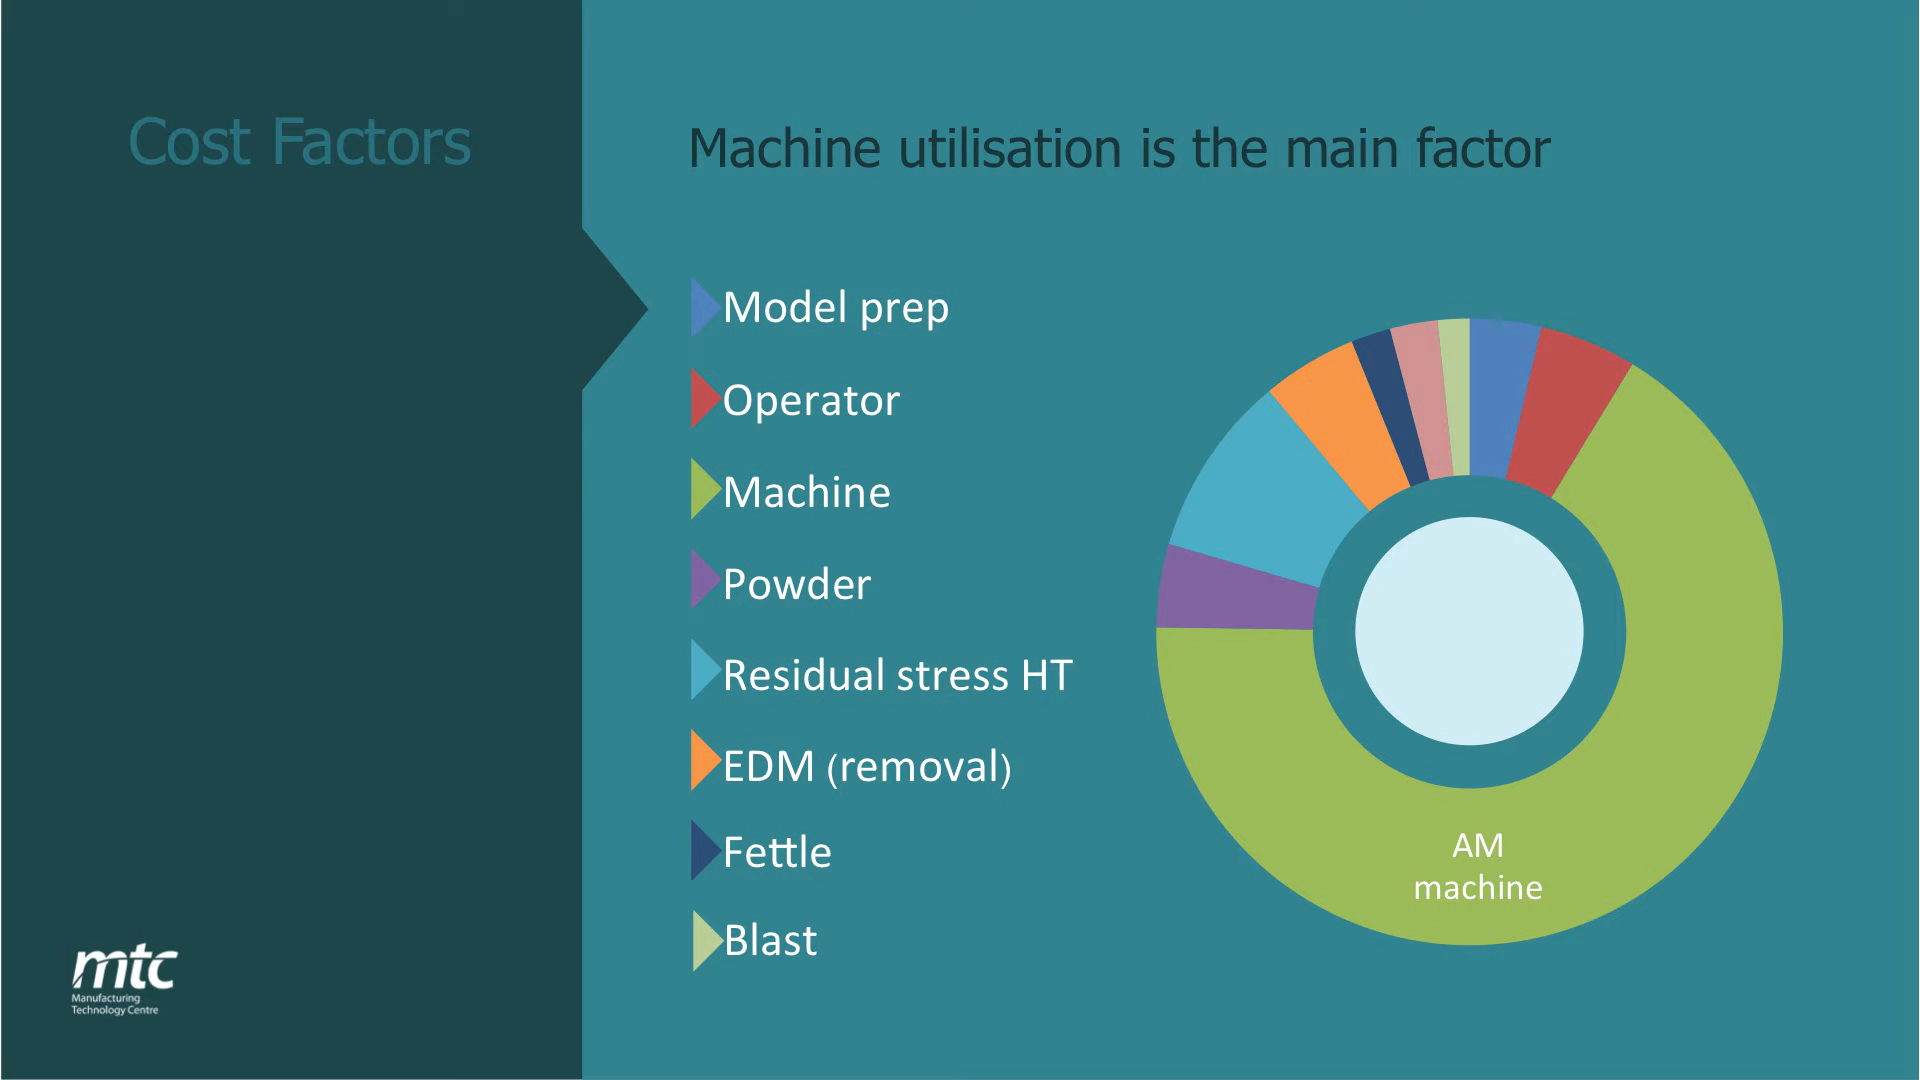 Cost Factors
Machine utilisation is the main factor
Model prep
Operator
Machine
Powder
Residual stress HT
EDM (removal)
Fettle
Blast
AM
machine
mtc
Manufacturing
Technology Centre